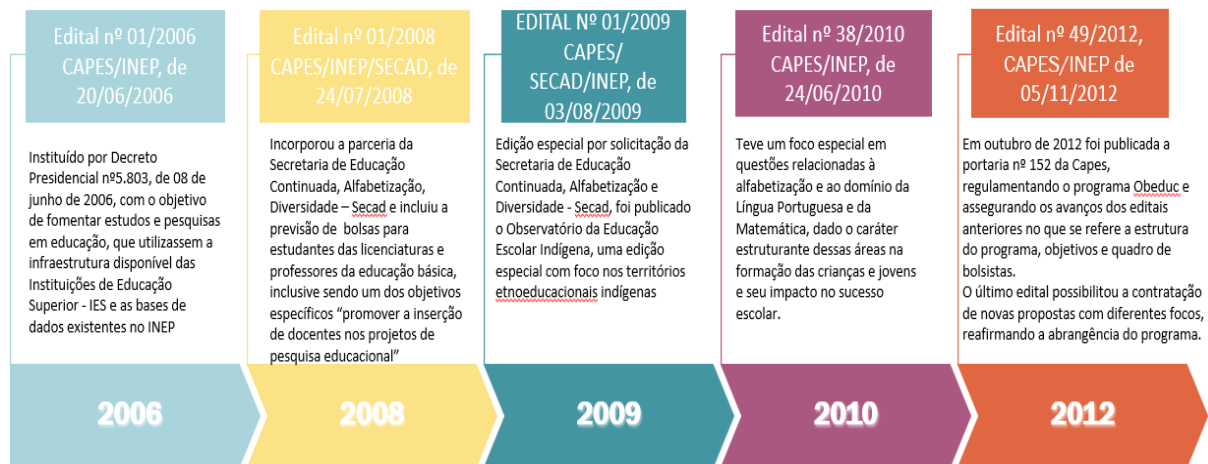 Edital nº 01/2006
CAPES/INEP, de
20/06/2006
Instituído por Decreto
Presidencial nº5.803, de 08 de
junho de 2006, com o objetivo
de fomentar estudos e pesquisas
em educação, que utilizassem a
infraestrutura disponível das
Instituições de Educação
Superior - IES e as bases de
dados existentes no INEP
2006
Edital nº 01/2008
CAPES/INEP/SECAD, de
24/07/2008
Incorporou a parceria da
Secretaria de Educação
Continuada, Alfabetização,
Diversidade – Secad e incluiu a
previsão de bolsas para
estudantes das licenciaturas e
professores da educação básica,
inclusive sendo um dos objetivos
específicos “promover a inserção
de docentes nos projetos de
pesquisa educacional”
2008
EDITAL Nº 01/2009
CAPES/
SECAD/INEP, de
03/08/2009
Edição especial por solicitação da
Secretaria de Educação
Continuada, Alfabetização e
Diversidade - Secad, foi publicado
o Observatório da Educação
Escolar Indígena, uma edição
especial com foco nos territórios
etnoeducacionais indígenas
2009
Edital nº 38/2010
CAPES/INEP, de
24/06/2010
Teve um foco especial em
questões relacionadas à
alfabetização e ao domínio da
Língua Portuguesa e da
Matemática, dado o caráter
estruturante dessas áreas na
formação das crianças e jovens
e seu impacto no sucesso
escolar.
2010
Edital nº 49/2012,
CAPES/INEP de
05/11/2012
Em outubro de 2012 foi publicada a
portaria nº 152 da Capes,
regulamentando o programa Obeduc e
assegurando os avanços dos editais
anteriores no que se refere a estrutura
do programa, objetivos e quadro de
bolsistas.
O último edital possibilitou a contratação
de novas propostas com diferentes focos,
reafirmando a abrangência do programa.
2012